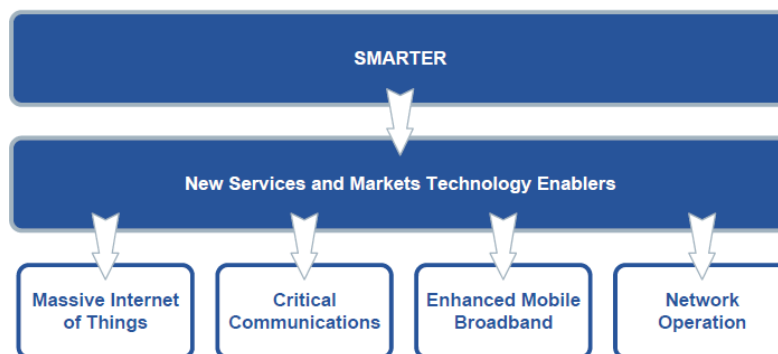 SMARTER
New Services and Markets Technology Enablers
Massive Internet
of Things
Critical
Communications
Enhanced Mobile
Broadband
Network
Operation